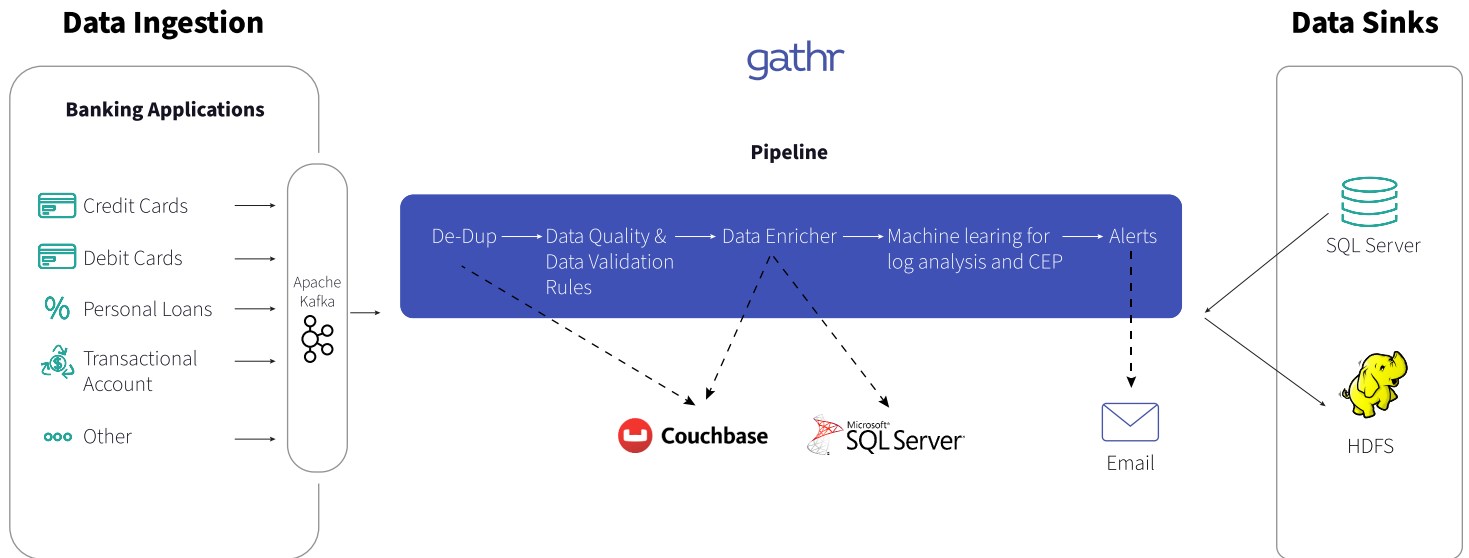 Data Ingestion
Data Sinks
gathr
Banking Applications
Pipeline
Credit Cards
Debit Cards
Personal Loans
Transactional
Account
Other
Apache
Kafka
De-Dup
Data Quality &
Data Validation
Rules
Data Enricher
Machine learing for
log analysis and CEP
Alerts
Couchbase
Microsoft®
SQL Server
Email
SQL Server
HDFS